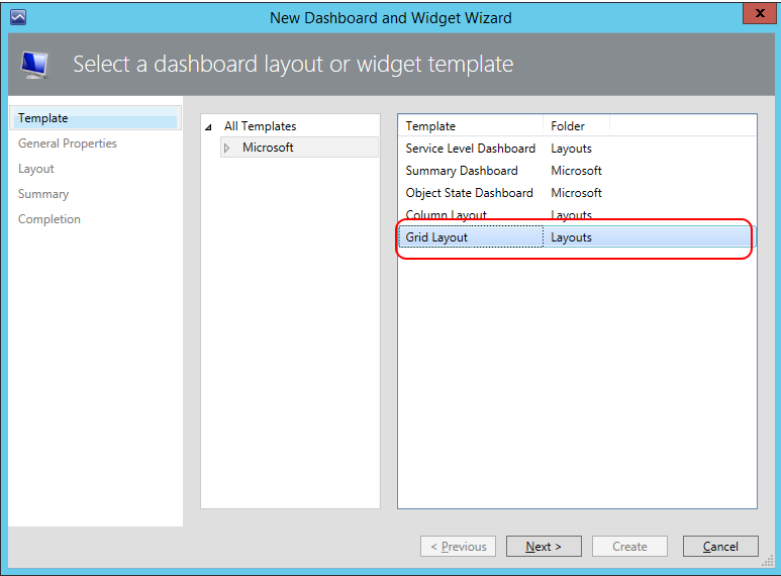 New Dashboard and Widget Wizard
x
Select a dashboard layout or widget template
Template
General Properties
Layout
Summary
Completion
All Templates
Microsoft
Template Folder
Service Level Dashboard Layouts
Summary Dashboard Microsoft
Object State Dashboard Microsoft
Column Layout Layouts
Grid Layout Layouts
< Previous Next > Create Cancel